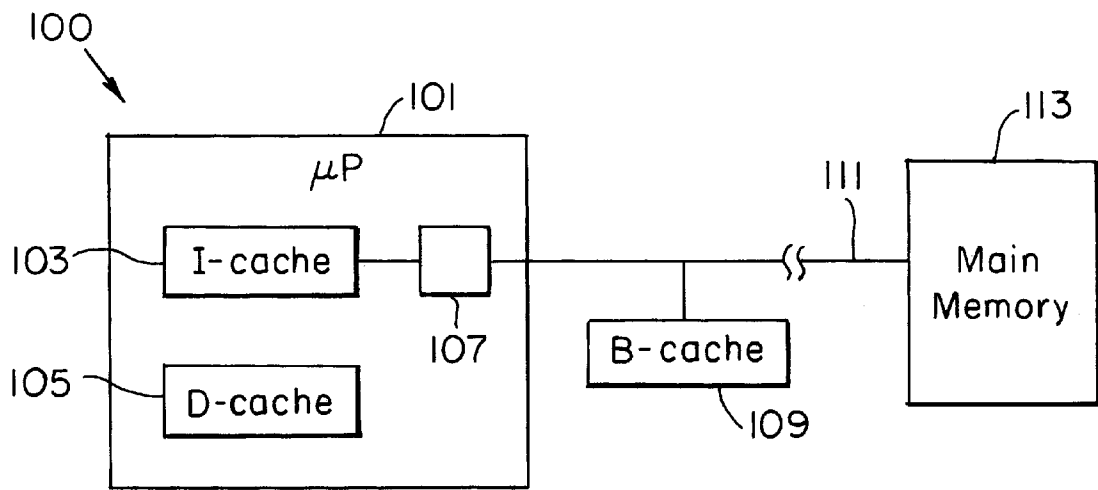 100
101
113
μP
111
103
I-cache
Main
Memory
107
B-cache
105
D-cache
109